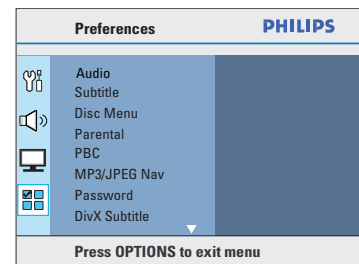 Preferences
PHILIPS
Audio
Subtitle
Disc Menu
Parental
PBC
MP3/JPEG Nav
Password
DivX Subtitle
Press OPTIONS to exit menu